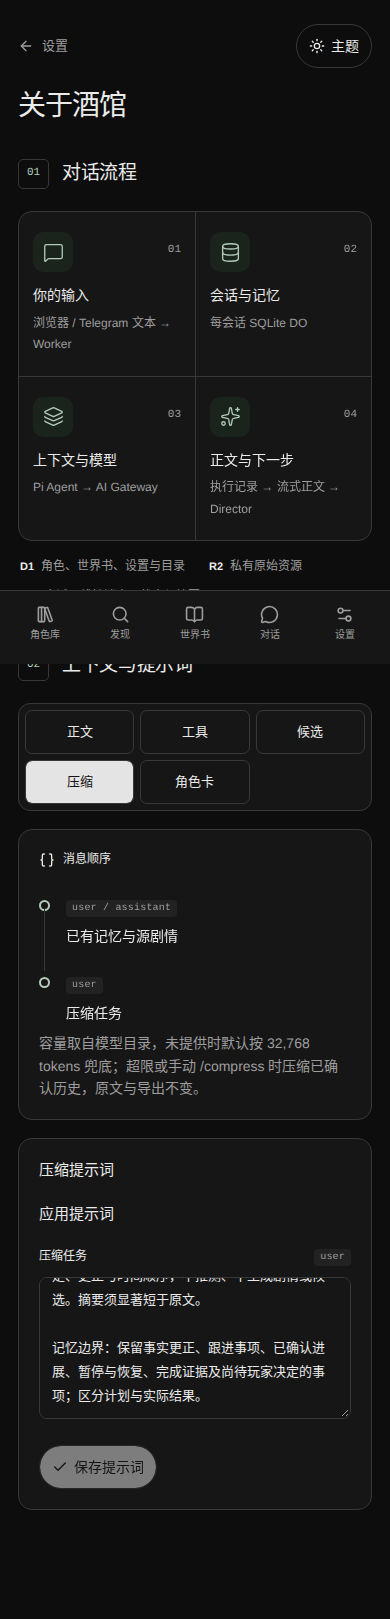 设置
主题
关于酒馆
01
对话流程
01
你的输入
浏览器 / Telegram 文本 →
Worker
02
会话与记忆
每会话 SQLite DO
03
上下文与模型
Pi Agent → AI Gateway
04
正文与下一步
执行记录 → 流式正文 →
Director
D1 角色、世界书、设置与目录
R2 私有原始资源
角色库
发现
世界书
对话
设置
02
上下文与提示词
正文
工具
候选
压缩
角色卡
消息顺序
user / assistant
已有记忆与源剧情
user
压缩任务
容量取自模型目录，未提供时默认按 32,768
tokens 兜底；超限或手动 /compress 时压缩已确
认历史，原文与导出不变。
压缩提示词
应用提示词
压缩任务
user
选。摘要须显著短于原文。
记忆边界：保留事实更正、跟进事项、已确认进
展、暂停与恢复、完成证据及尚待玩家决定的事
项；区分计划与实际结果。
保存提示词